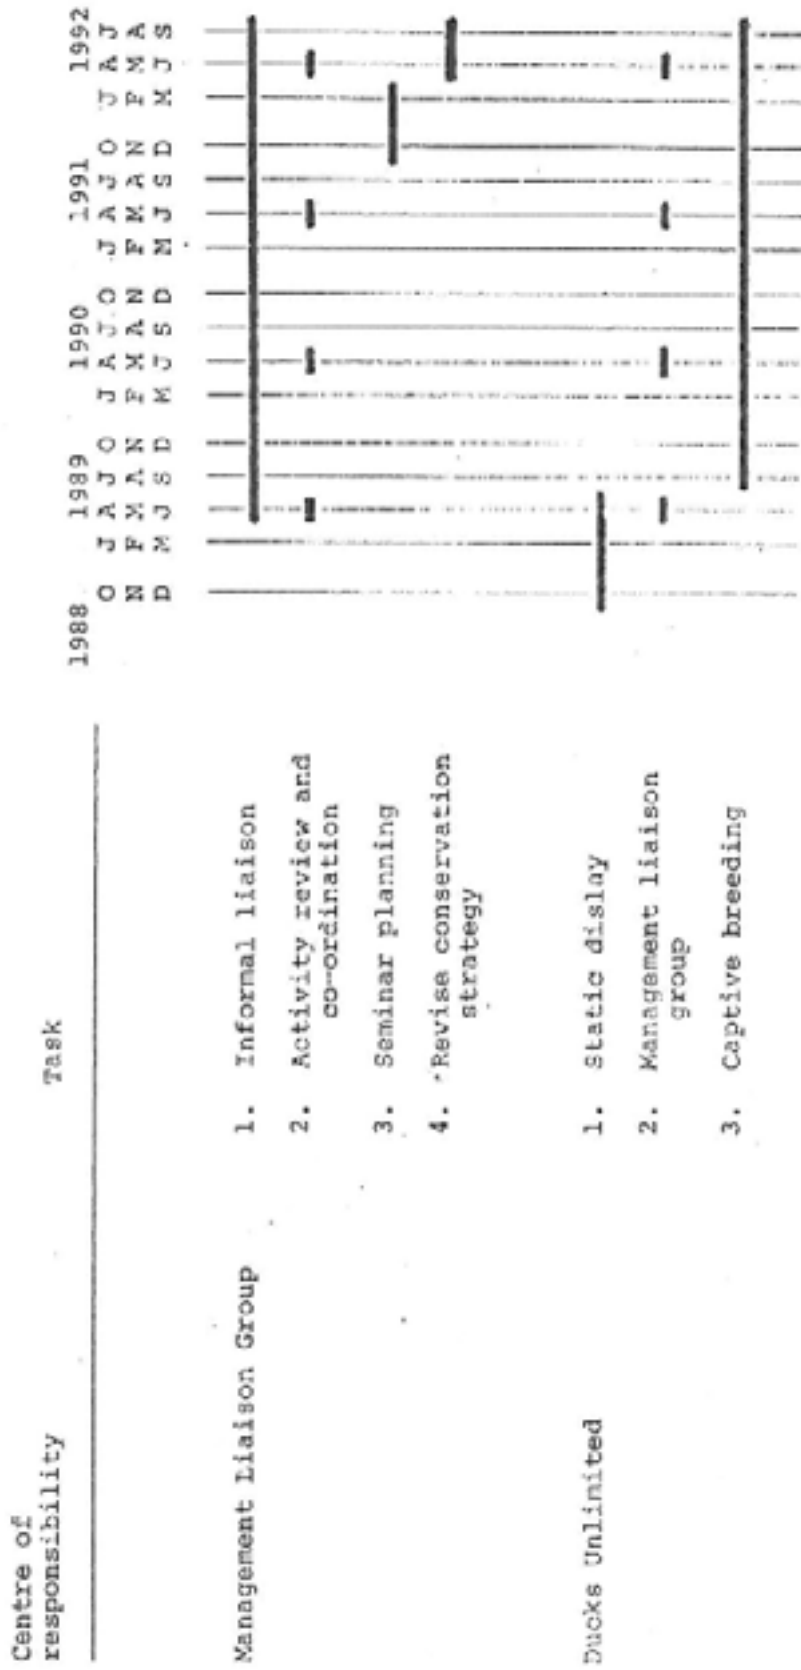 Centre of
responsibility Task
1988 1989 1990 1991 1992
O J A J O J A J O J A J O J A J
N F M A N F M A N F M A N F M A
D M J S D M J S D M J S D M J S
Management Liaison Group 1. Informal liaison
2. Activity review and
co-ordination
3. Seminar planning
4. Revise conservation
strategy
Ducks Unlimited 1. Static dislay
2. Management liaison
group
3. Captive breeding